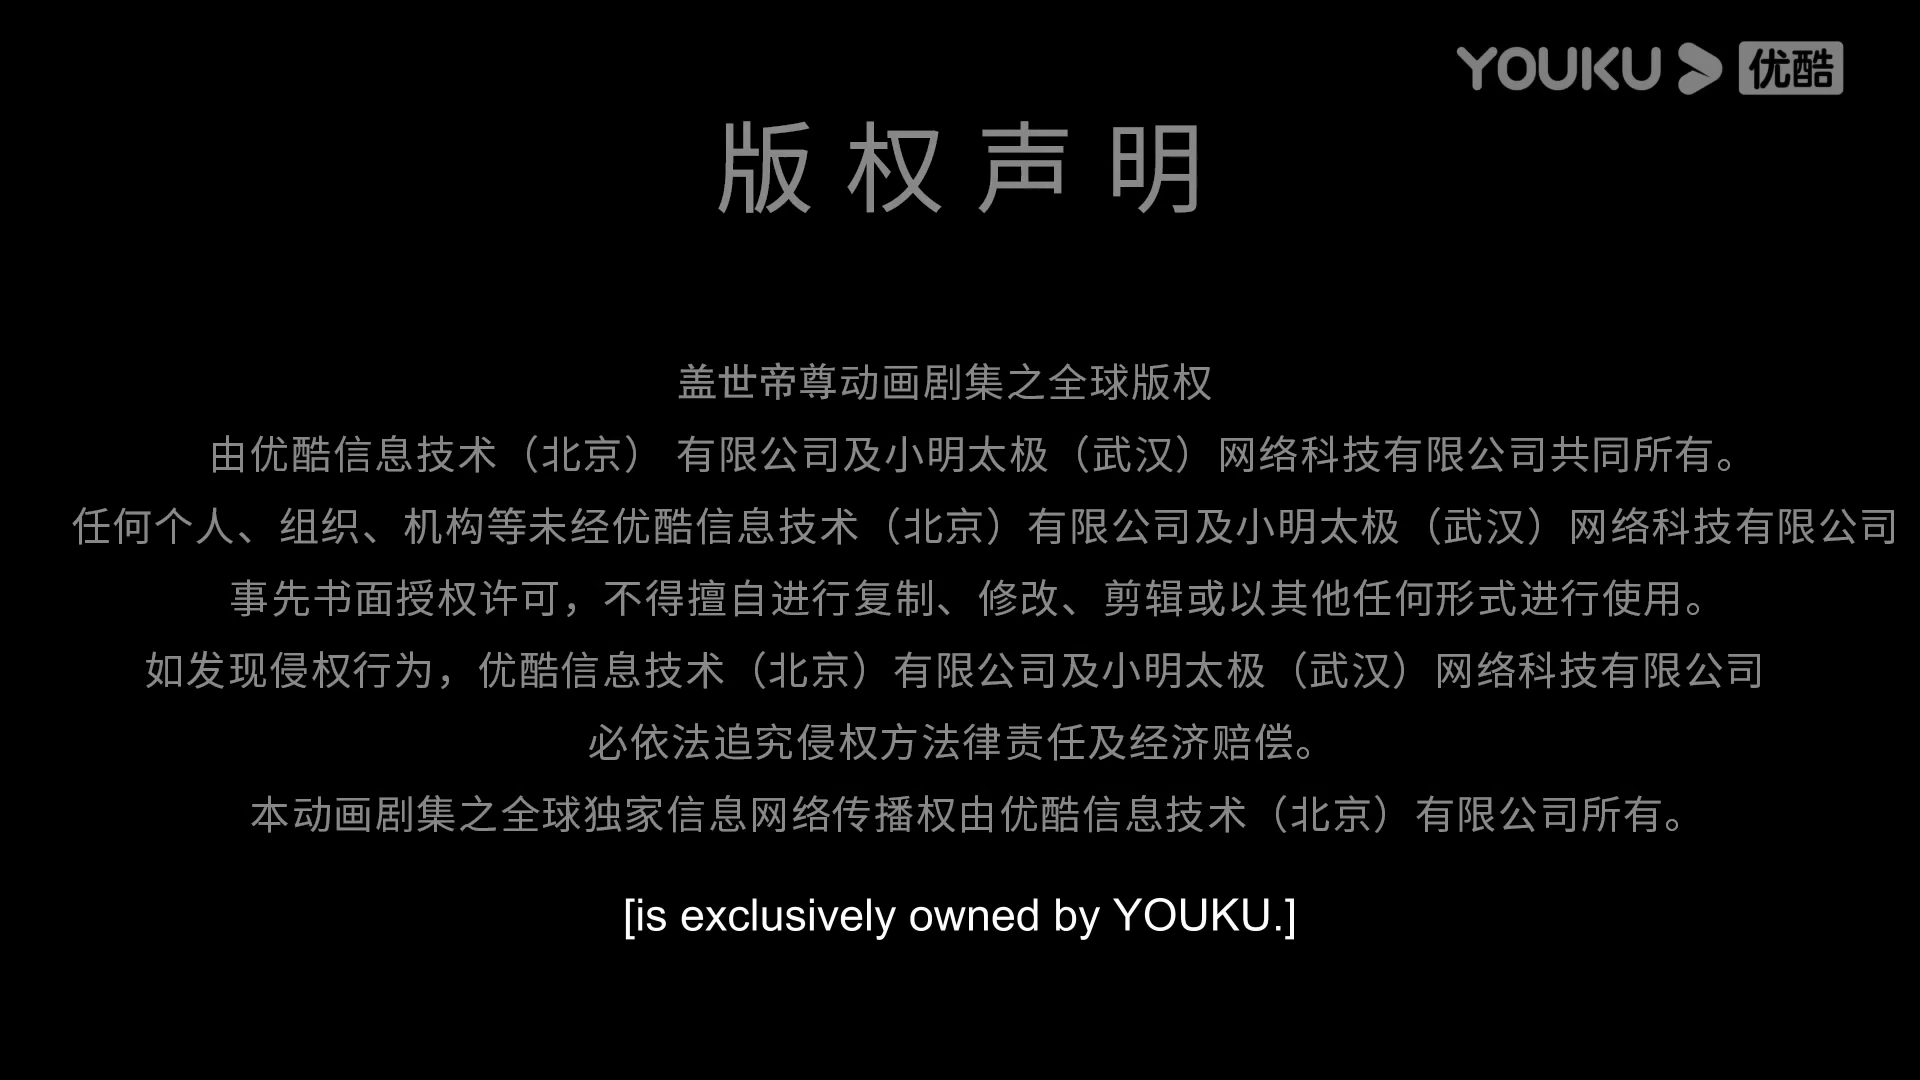 YOUKU 优酷
版权声明
盖世帝尊动画剧集之全球版权
由优酷信息技术（北京） 有限公司及小明太极（武汉）网络科技有限公司共同所有。
任何个人、组织、机构等未经优酷信息技术（北京）有限公司及小明太极（武汉）网络科技有限公司
事先书面授权许可，不得擅自进行复制、修改、剪辑或以其他任何形式进行使用。
如发现侵权行为，优酷信息技术（北京）有限公司及小明太极（武汉）网络科技有限公司
必依法追究侵权方法律责任及经济赔偿。
本动画剧集之全球独家信息网络传播权由优酷信息技术（北京）有限公司所有。
[is exclusively owned by YOUKU.]